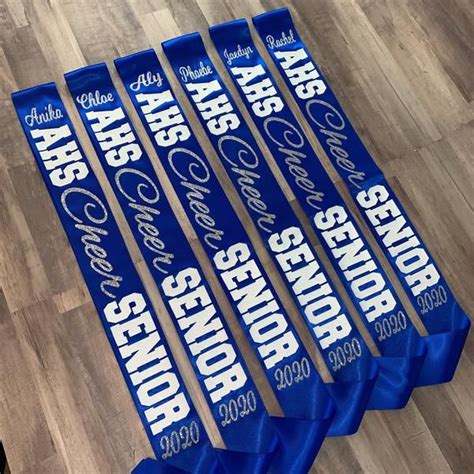 Anika AHS Cheer SENIOR 2020
Chloe AHS Cheer SENIOR 2020
Aly AHS Cheer SENIOR 2020
Phoebe AHS Cheer SENIOR 2020
Jaedyn AHS Cheer SENIOR 2020
Rachel AHS Cheer SENIOR 2020